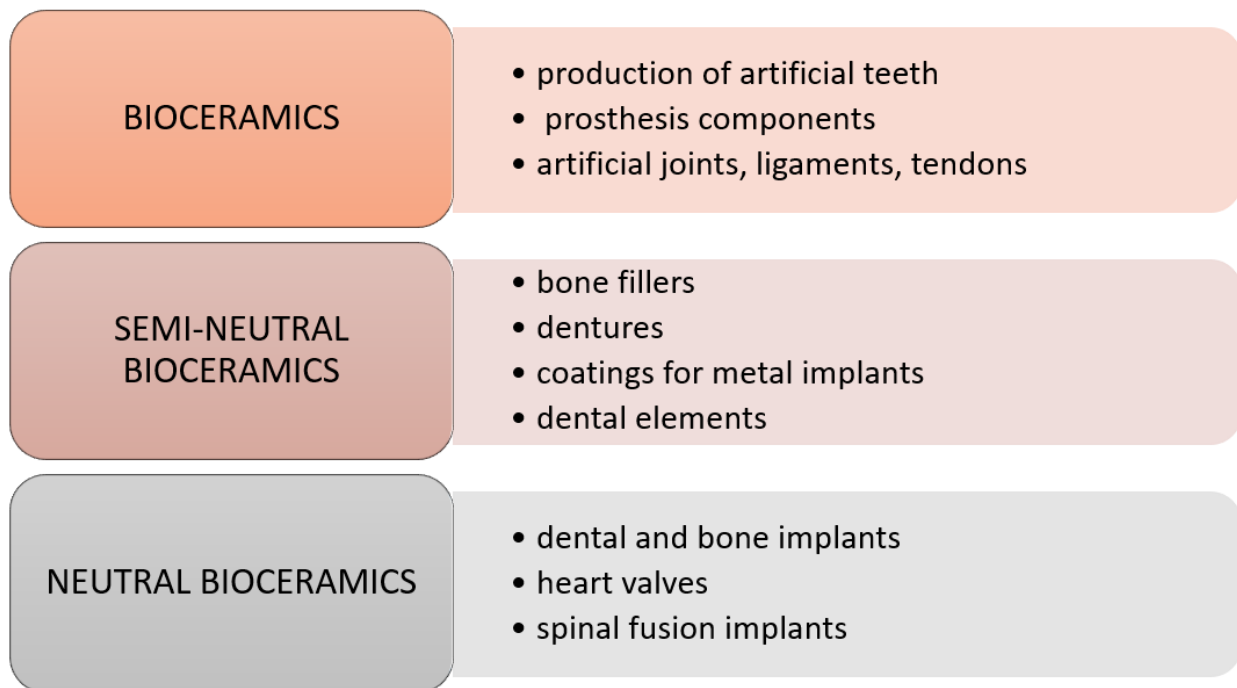 BIOCERAMICS
• production of artificial teeth
• prosthesis components
• artificial joints, ligaments, tendons
SEMI-NEUTRAL
BIOCERAMICS
• bone fillers
• dentures
• coatings for metal implants
• dental elements
NEUTRAL BIOCERAMICS
• dental and bone implants
• heart valves
• spinal fusion implants